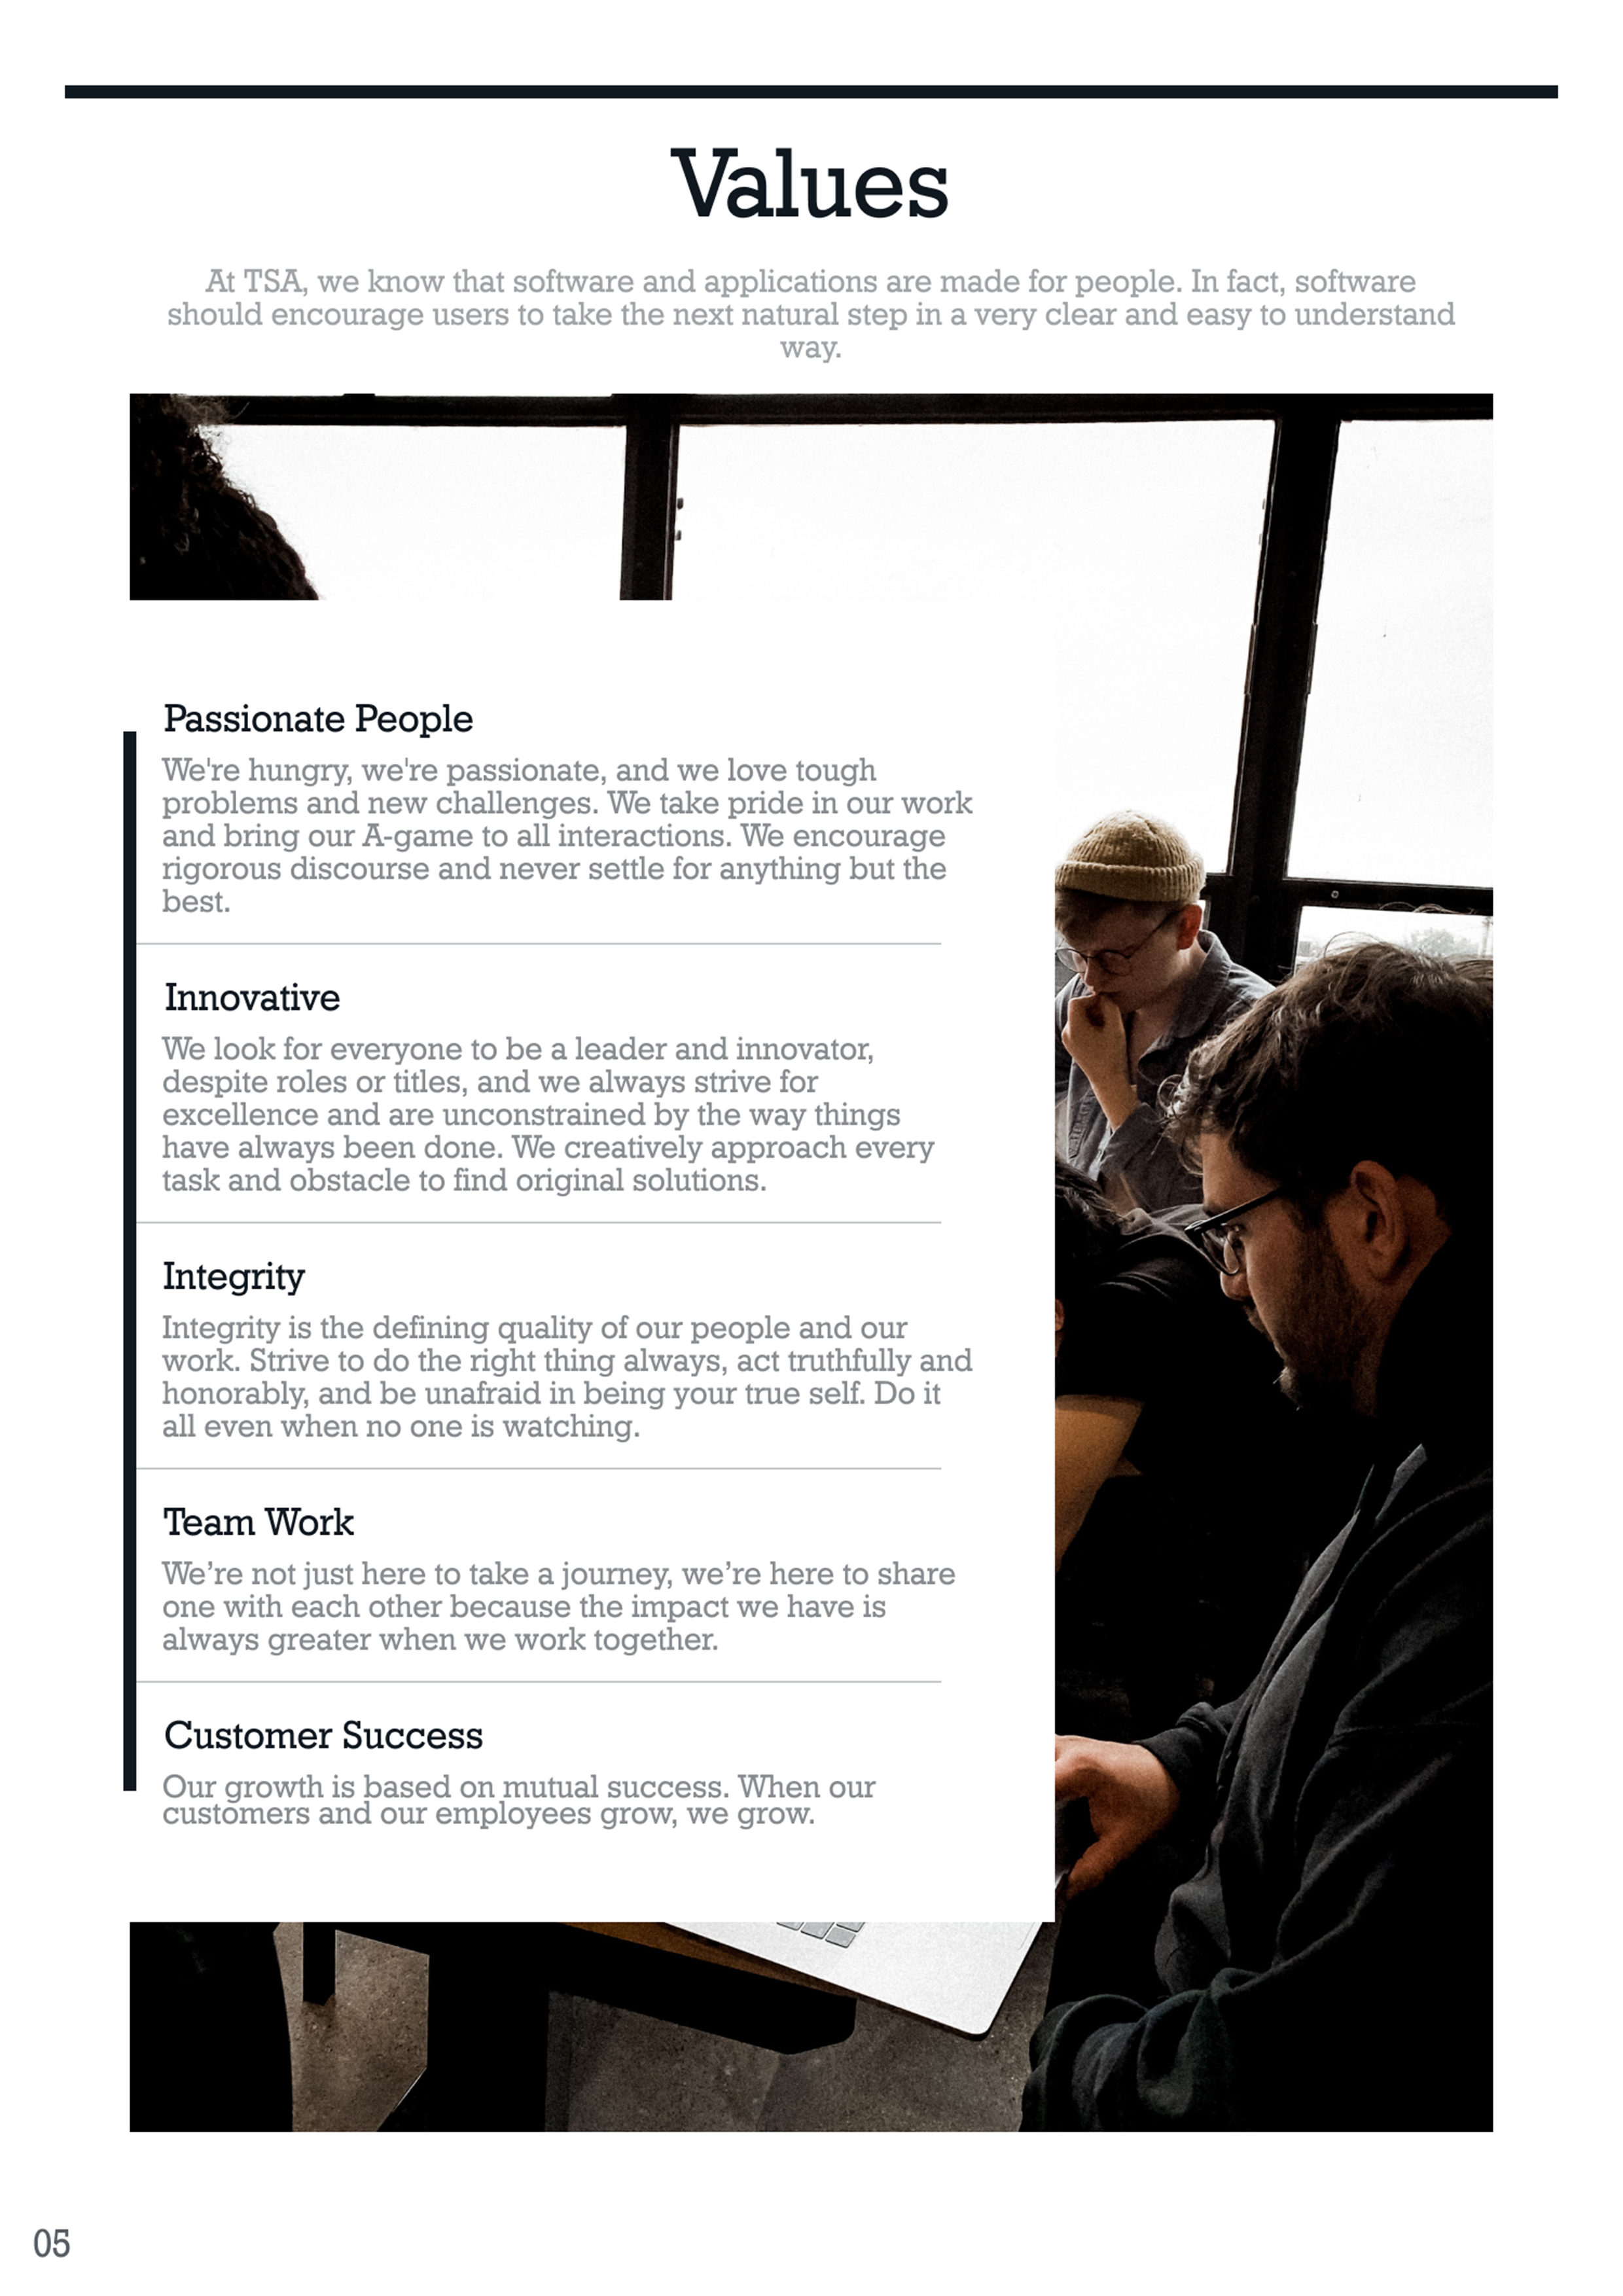 Values
At TSA, we know that software and applications are made for people. In fact, software
should encourage users to take the next natural step in a very clear and easy to understand
way.
Passionate People
We're hungry, we're passionate, and we love tough
problems and new challenges. We take pride in our work
and bring our A-game to all interactions. We encourage
rigorous discourse and never settle for anything but the
best.
Innovative
We look for everyone to be a leader and innovator,
despite roles or titles, and we always strive for
excellence and are unconstrained by the way things
have always been done. We creatively approach every
task and obstacle to find original solutions.
Integrity
Integrity is the defining quality of our people and our
work. Strive to do the right thing always, act truthfully and
honorably, and be unafraid in being your true self. Do it
all even when no one is watching.
Team Work
We’re not just here to take a journey, we’re here to share
one with each other because the impact we have is
always greater when we work together.
Customer Success
Our growth is based on mutual success. When our
customers and our employees grow, we grow.
05